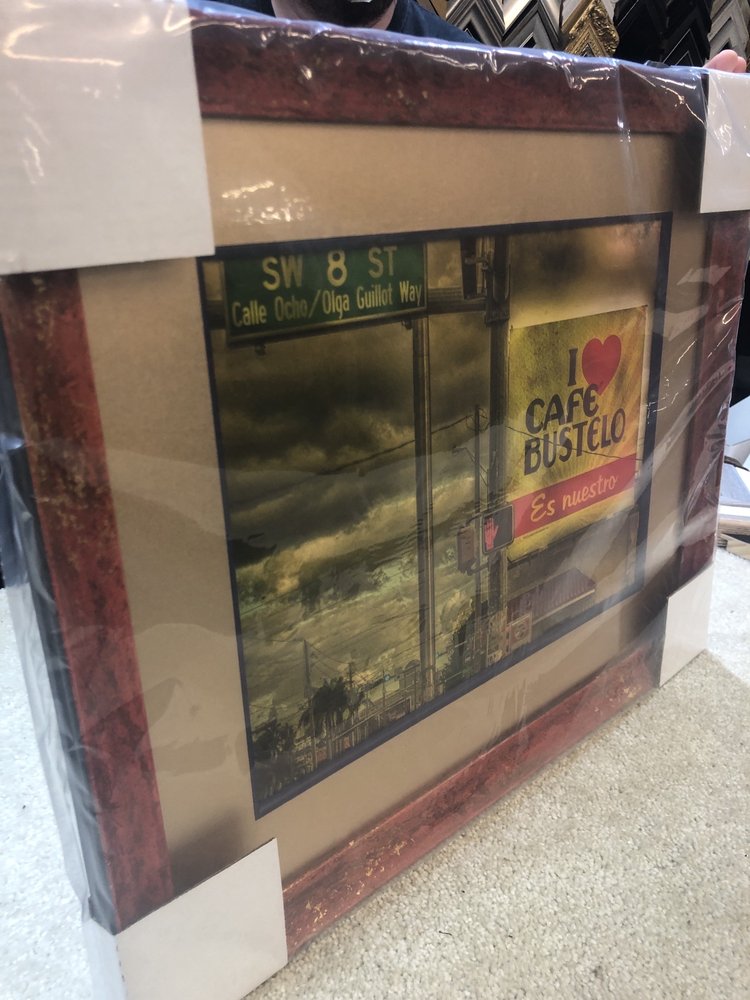 SW 8 ST
Calle Ocho/Olga Guillot Way
I ❤
CAFE
BUSTELO
Es nuestro